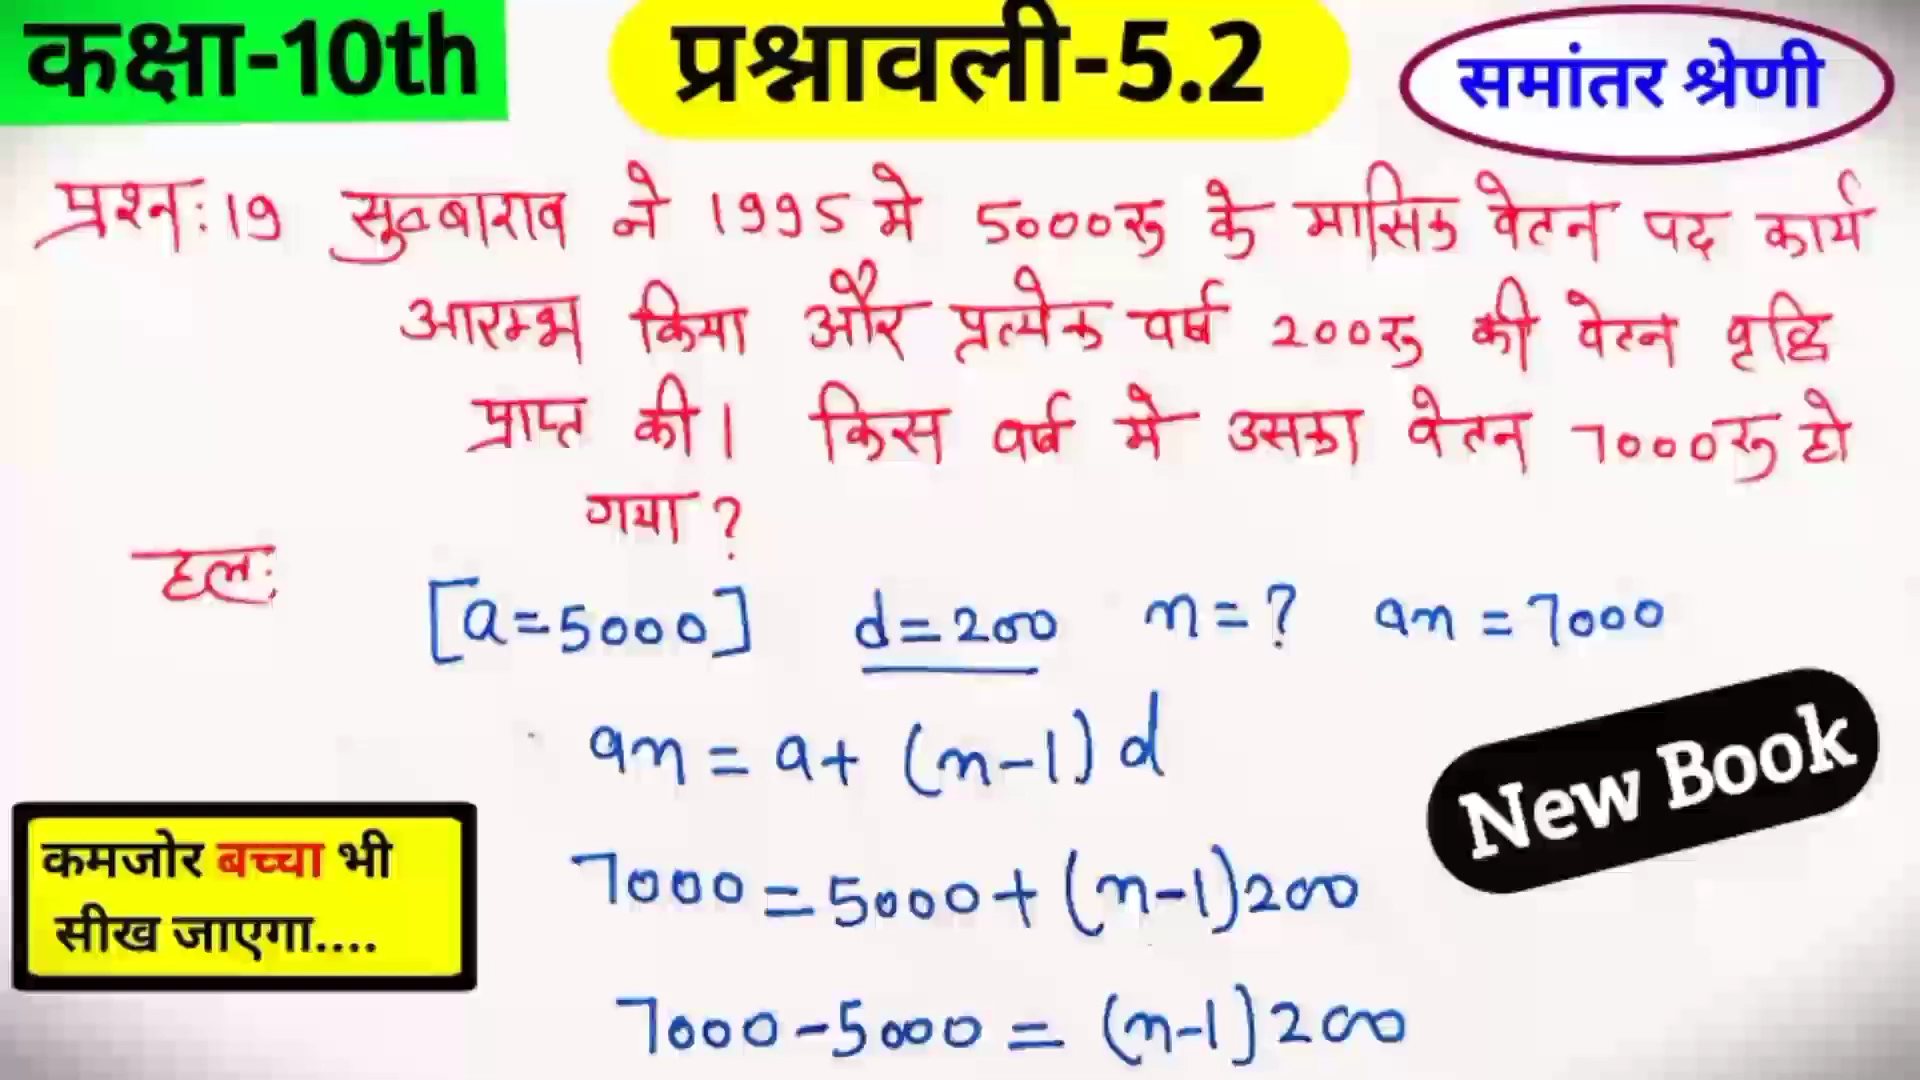 कक्षा-10th
प्रश्नावली-5.2
समांतर श्रेणी
प्रश्न:19 सुब्बाराव ने 1995 मे 5000रु के मासिक वेतन पद कार्य
आरम्भ किया और प्रत्येक वर्ष 200रु की वेतन वृद्धि
प्राप्त की। किस वर्ष मे उसका वेतन 7000रु हो
गया ?
हल:
[a=5000] d=200 n=? an=7000
an = a+ (n-1) d
New Book
7000 = 5000 + (n-1)200
कमजोर बच्चा भी
सीख जाएगा....
7000-5000 = (n-1)200